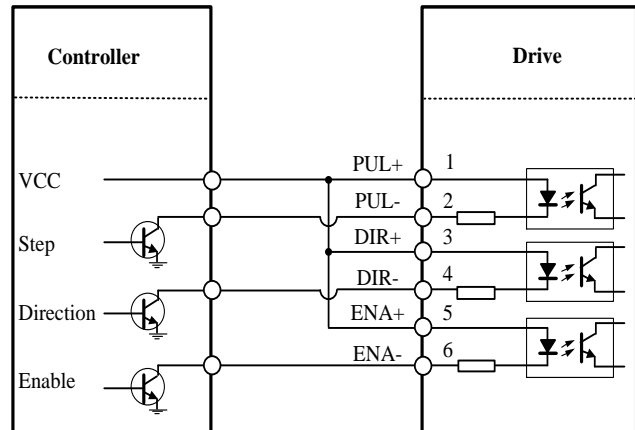 Controller
Drive
VCC
PUL+ 1
PUL- 2
Step
DIR+ 3
DIR- 4
Direction
ENA+ 5
ENA- 6
Enable